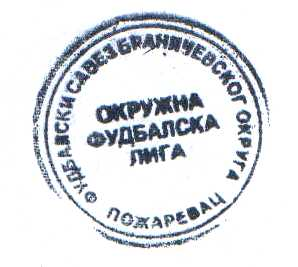 ФУДБАЛСКИ САВЕЗ БРАНИЧЕВСКОГ ОКРУГА
ОКРУЖНА
ФУДБАЛСКА
ЛИГА
ПОЖАРЕВАЦ